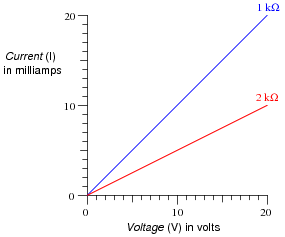 1 kΩ
20
Current (I)
in milliamps
10
2 kΩ
0
0 10 20
Voltage (V) in volts